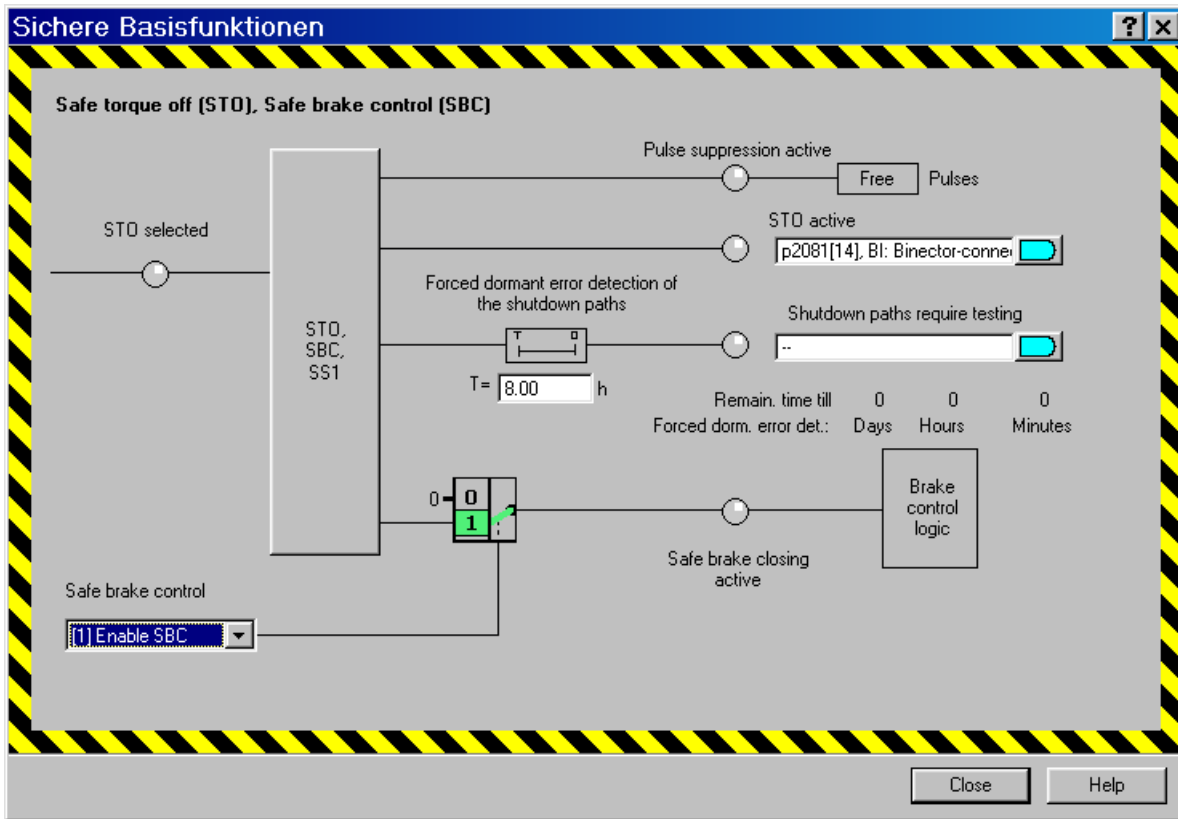 Sichere Basisfunktionen
Safe torque off (STO), Safe brake control (SBC)
Pulse suppression active
Free Pulses
STO selected
STO active
p2081[14], BI: Binector-conne
Forced dormant error detection of
the shutdown paths
Shutdown paths require testing
T 0
--
STO,
SBC,
SS1
T= 8.00 h
Remain. time till 0 0 0
Forced dorm. error det.: Days Hours Minutes
0 0
1
Brake
control
logic
Safe brake closing
active
Safe brake control
[1] Enable SBC
Close Help